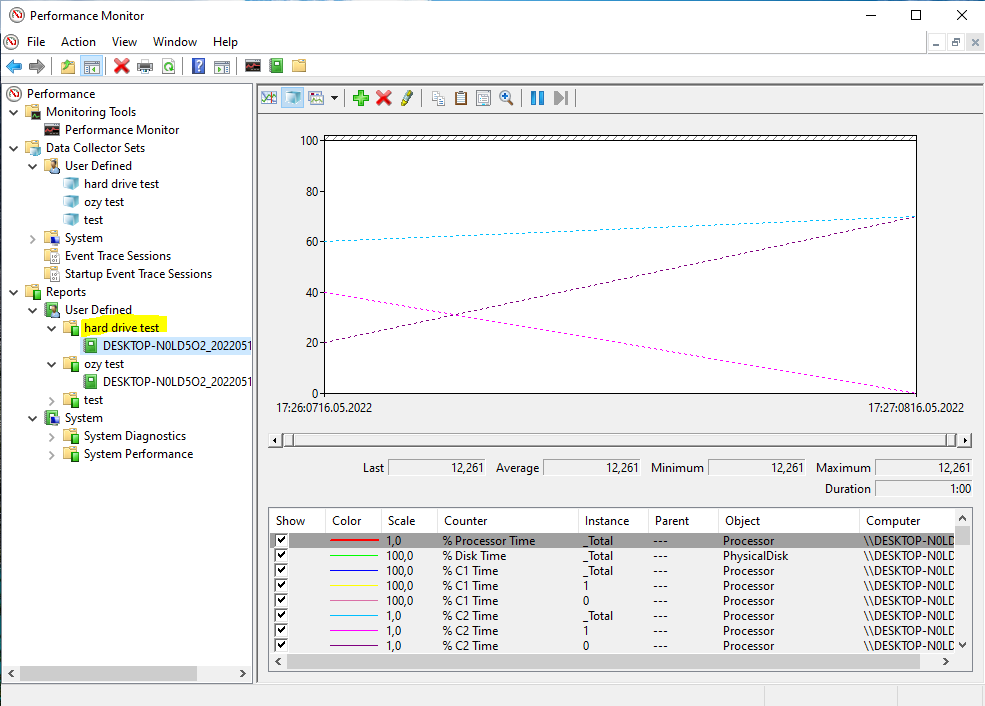 Performance Monitor
File Action View Window Help
Performance
Monitoring Tools
Performance Monitor
Data Collector Sets
User Defined
hard drive test
ozy test
test
System
Event Trace Sessions
Startup Event Trace Sessions
Reports
User Defined
hard drive test
DESKTOP-N0LD5O2_2022051
ozy test
DESKTOP-N0LD5O2_2022051
test
System
System Diagnostics
System Performance
100
80
60
40
20
0
17:26:0716.05.2022 17:27:0816.05.2022
Last 12,261 Average 12,261 Minimum 12,261 Maximum 12,261
Duration 1:00
Show Color Scale Counter Instance Parent Object Computer
1,0 % Processor Time _Total --- Processor \\DESKTOP-N0LD
100,0 % Disk Time _Total --- PhysicalDisk \\DESKTOP-N0LD
100,0 % C1 Time _Total --- Processor \\DESKTOP-N0LD
100,0 % C1 Time 1 --- Processor \\DESKTOP-N0LD
100,0 % C1 Time 0 --- Processor \\DESKTOP-N0LD
1,0 % C2 Time _Total --- Processor \\DESKTOP-N0LD
1,0 % C2 Time 1 --- Processor \\DESKTOP-N0LD
1,0 % C2 Time 0 --- Processor \\DESKTOP-N0LD